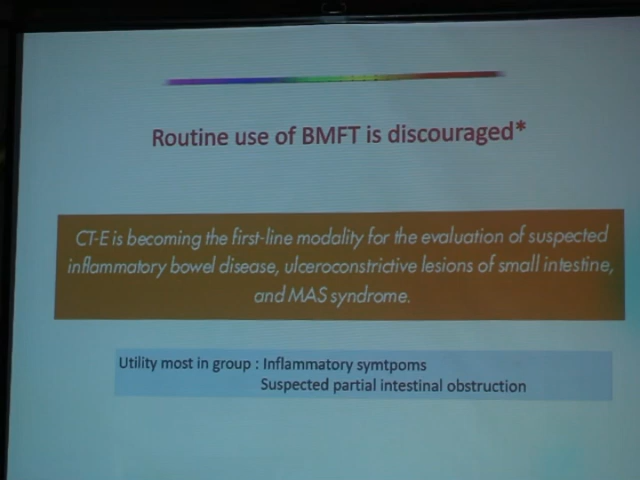 Routine use of BMFT is discouraged*
CT-E is becoming the first-line modality for the evaluation of suspected
inflammatory bowel disease, ulceroconstrictive lesions of small intestine,
and MAS syndrome.
Utility most in group : Inflammatory symtpoms
Suspected partial intestinal obstruction